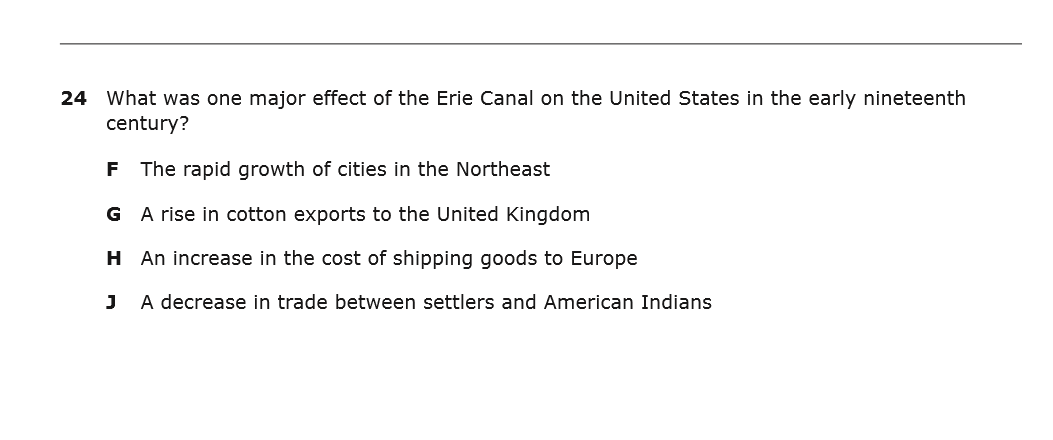 24 What was one major effect of the Erie Canal on the United States in the early nineteenth
century?
F The rapid growth of cities in the Northeast
G A rise in cotton exports to the United Kingdom
H An increase in the cost of shipping goods to Europe
J A decrease in trade between settlers and American Indians